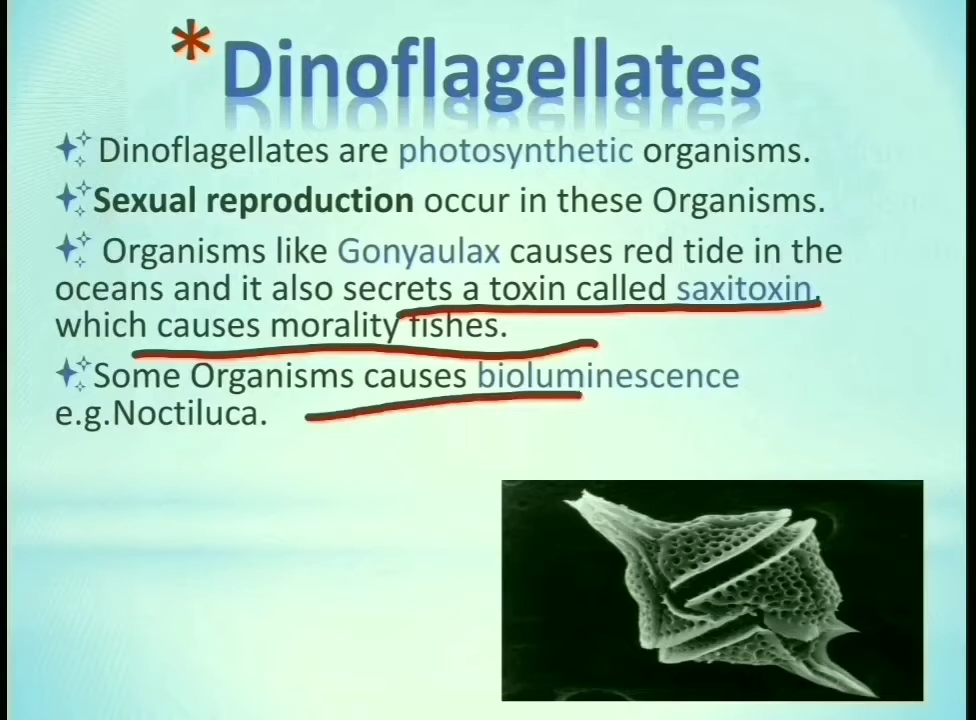 * Dinoflagellates
Dinoflagellates are photosynthetic organisms.
Sexual reproduction occur in these Organisms.
Organisms like Gonyaulax causes red tide in the
oceans and it also secrets a toxin called saxitoxin,
which causes morality fishes.
Some Organisms causes bioluminescence
e.g.Noctiluca.